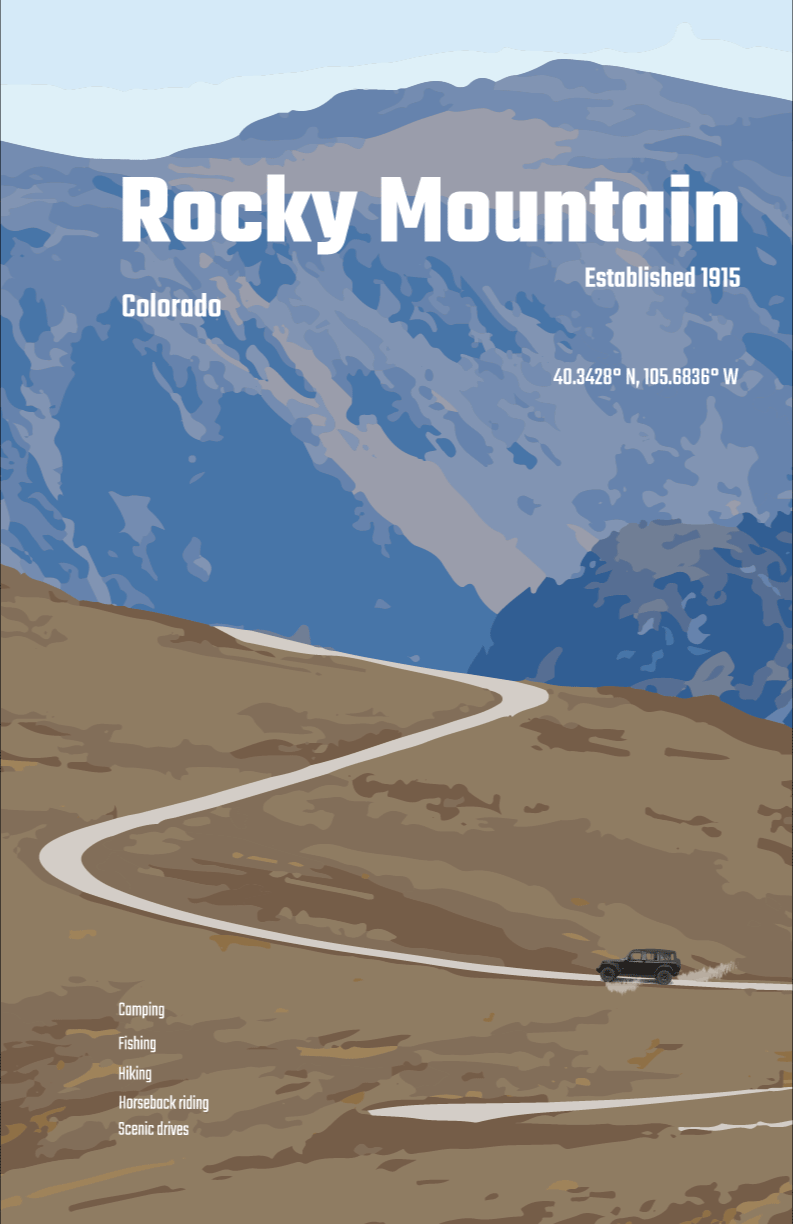 Rocky Mountain
Established 1915
Colorado
40.3428° N, 105.6836° W
Camping
Fishing
Hiking
Horseback riding
Scenic drives